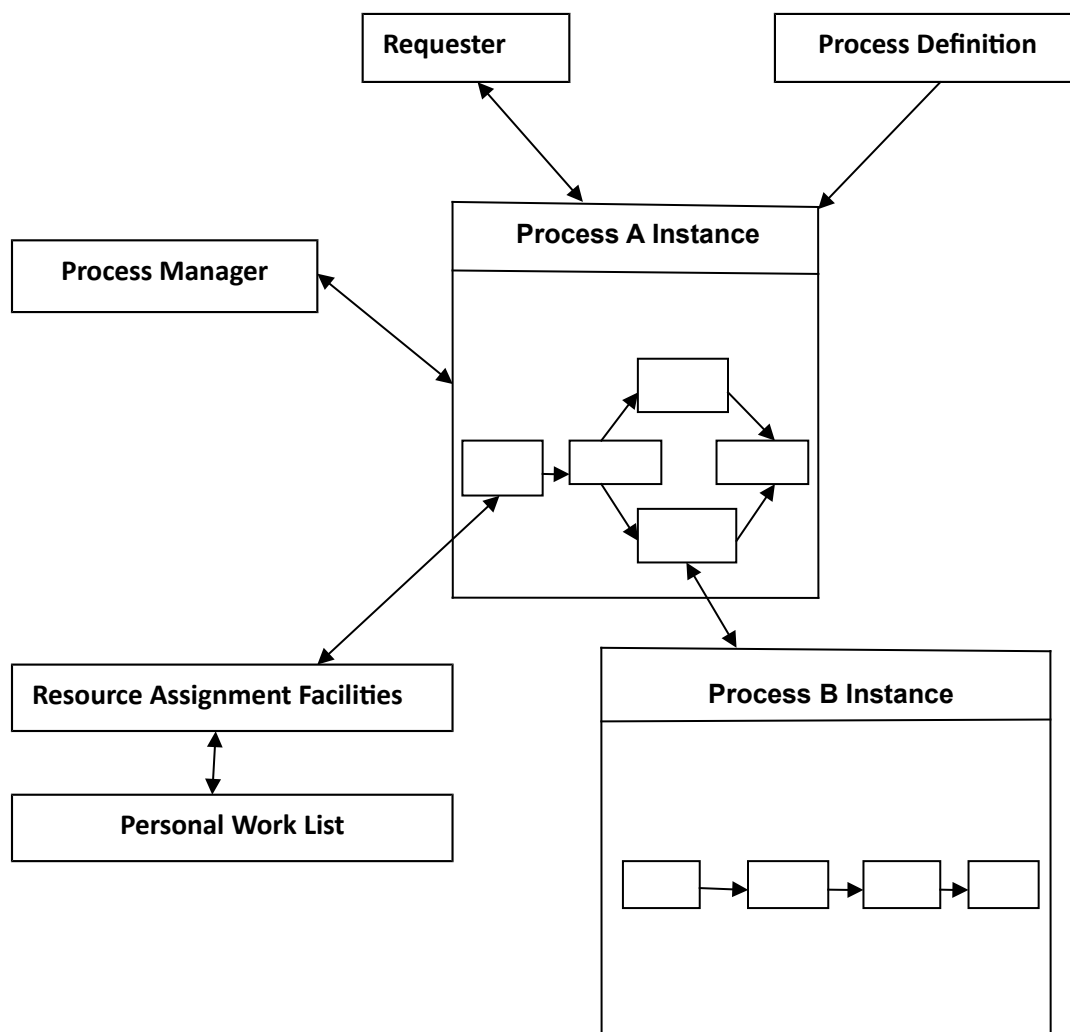 Requester
Process Definition
Process A Instance
Process Manager
Resource Assignment Facilities
Process B Instance
Personal Work List